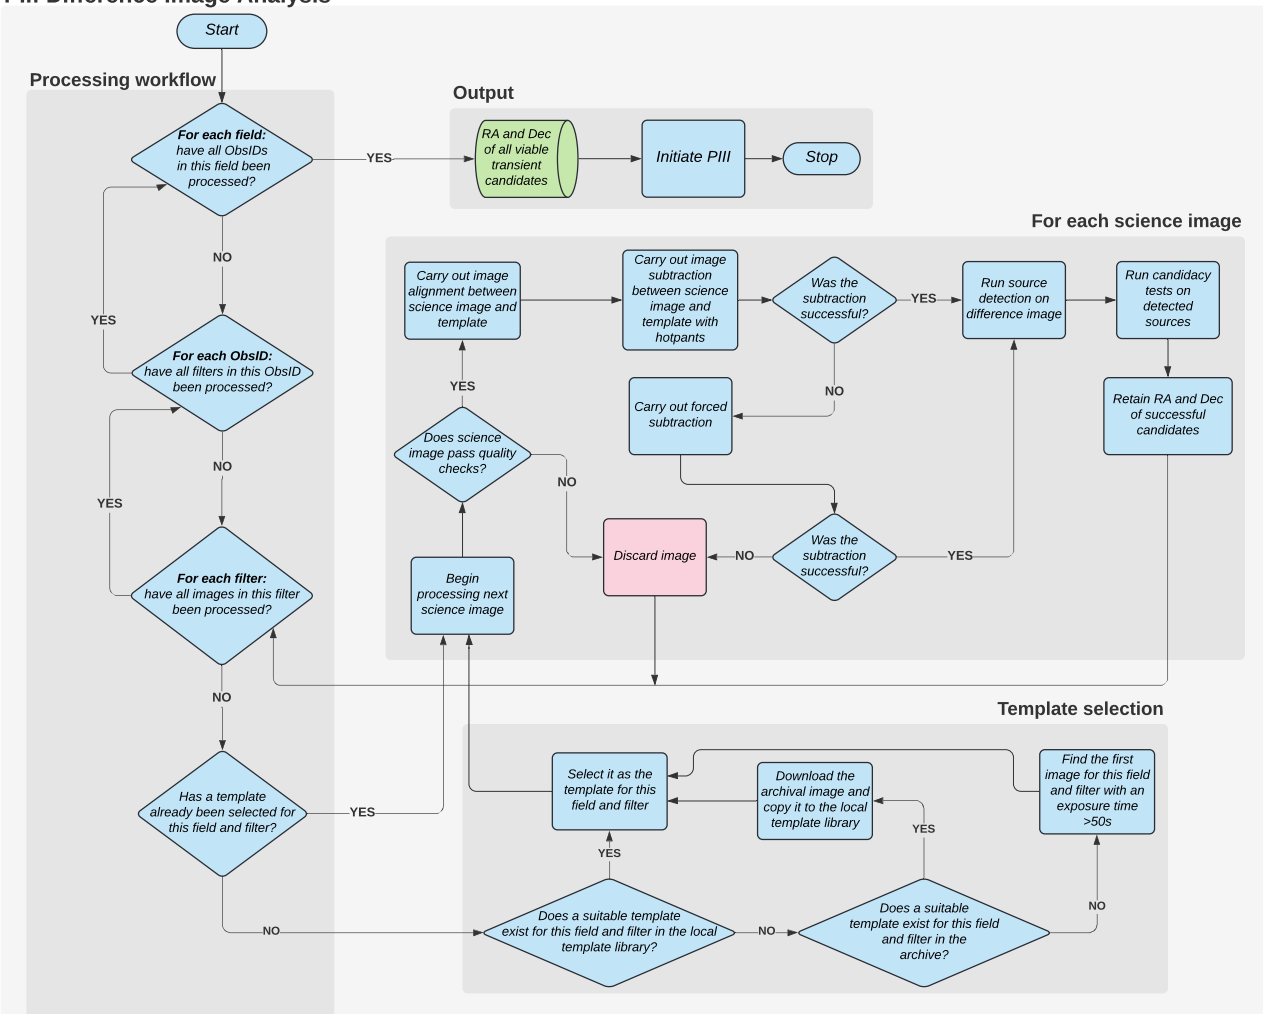 Difference Image Analysis
Start
Processing workflow
For each field:
have all ObsIDs
in this field been
processed?
YES
NO
YES
For each ObsID:
have all filters in this ObsID
been processed?
NO
YES
For each filter:
have all images in this filter
been processed?
NO
Has a template
already been selected for
this field and filter?
YES
NO
Output
RA and Dec
of all viable
transient
candidates
Initiate PIII
Stop
For each science image
Carry out image
alignment between
science image and
template
Carry out image
subtraction
between science
image and
template with
hotpants
Was the
subtraction
successful?
YES
Run source
detection on
difference image
Run candidacy
tests on
detected
sources
YES
NO
Carry out forced
subtraction
Retain RA and Dec
of successful
candidates
Does science
image pass quality
checks?
NO
Discard image
NO
Was the
subtraction
successful?
YES
Begin
processing next
science image
Template selection
Select it as the
template for this
field and filter
Download the
archival image and
copy it to the local
template library
Find the first
image for this field
and filter with an
exposure time
>50s
YES
YES
NO
Does a suitable template
exist for this field and filter in the local
template library?
NO
Does a suitable
template exist for this field
and filter in the
archive?